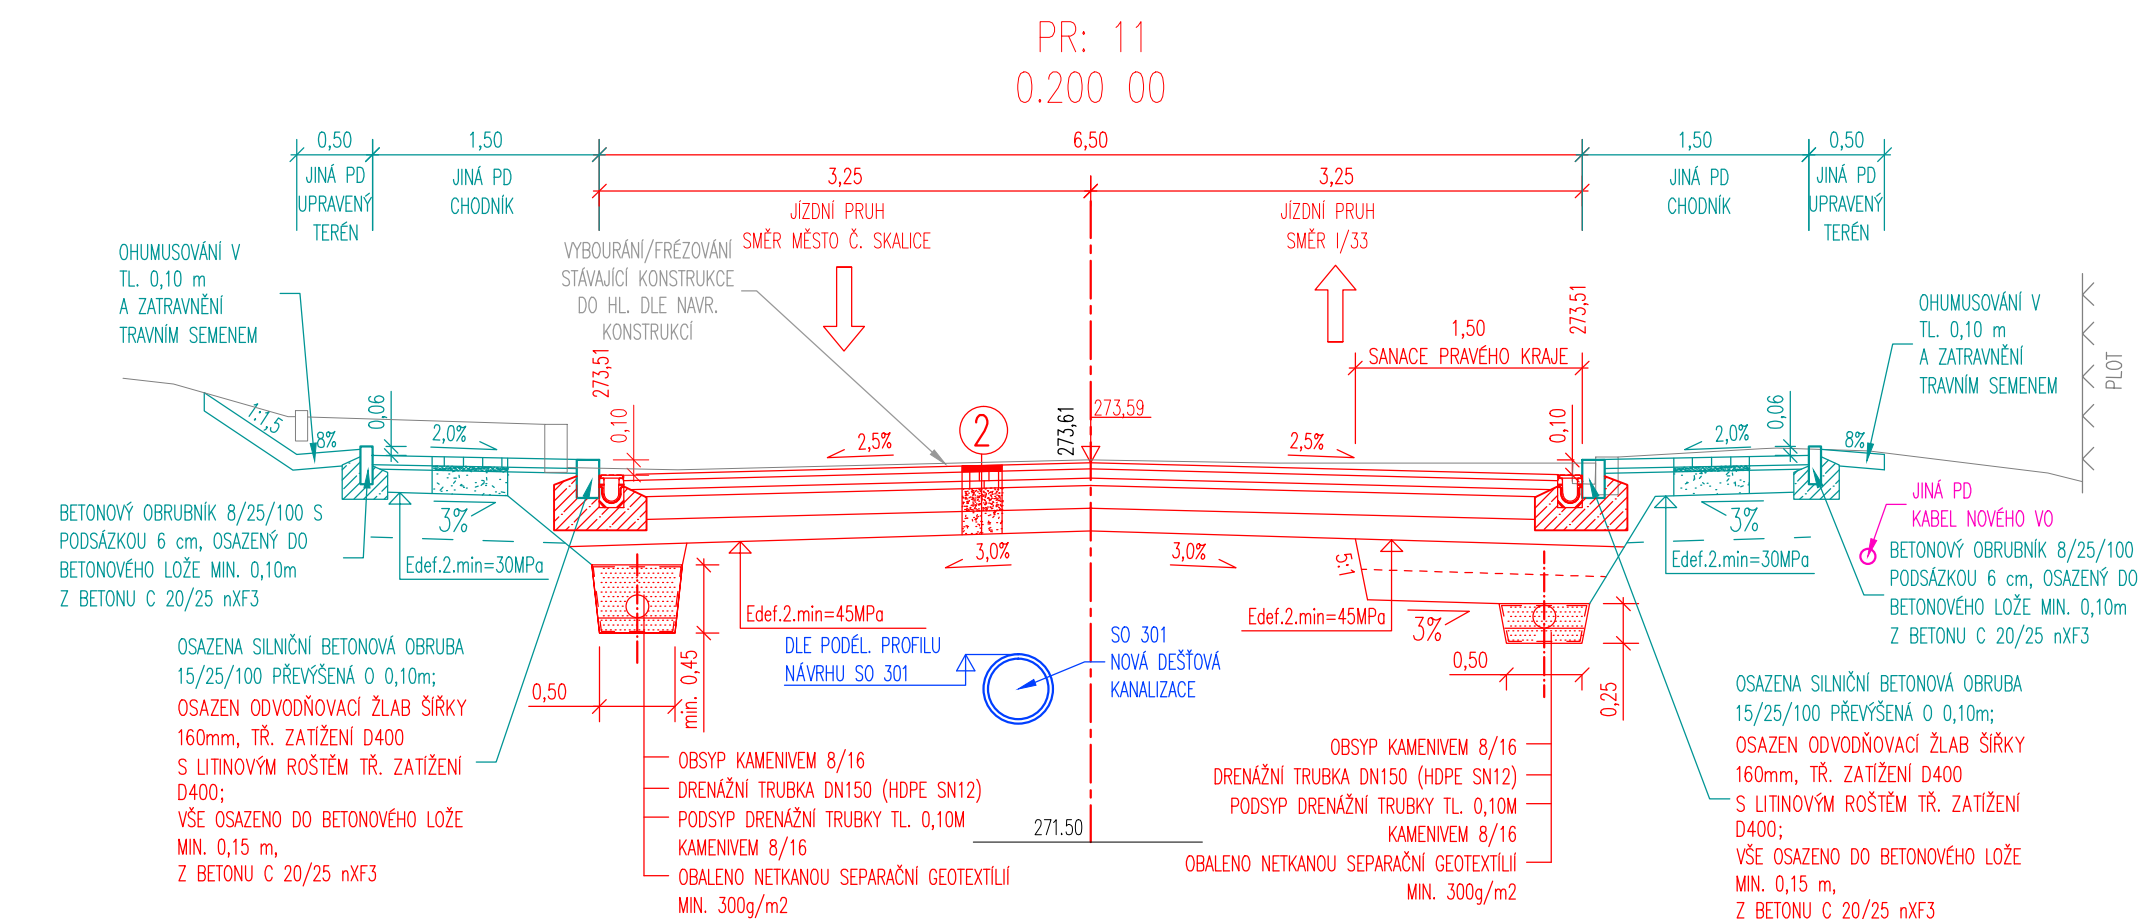 PR: 11
0.200 00
0,50
1,50
6,50
1,50
0,50
JINÁ PD
UPRAVENÝ
TERÉN
JINÁ PD
CHODNÍK
3,25
3,25
JINÁ PD
CHODNÍK
JINÁ PD
UPRAVENÝ
TERÉN
JÍZDNÍ PRUH
SMĚR MĚSTO Č. SKALICE
JÍZDNÍ PRUH
SMĚR I/33
OHUMUSOVÁNÍ V
TL. 0,10 m
A ZATRAVNĚNÍ
TRAVNÍM SEMENEM
VYBOURÁNÍ/FRÉZOVÁNÍ
STÁVAJÍCÍ KONSTRUKCE
DO HL. DLE NAVR.
KONSTRUKCÍ
273,51
1,50
SANACE PRAVÉHO KRAJE
273,51
OHUMUSOVÁNÍ V
TL. 0,10 m
A ZATRAVNĚNÍ
TRAVNÍM SEMENEM
PLOT
1:1,5
8%
0,06
2,0%
0,10
2,5%
2
273,61
273,59
2,5%
0,10
2,0%
0,06
8%
3%
3%
JINÁ PD
KABEL NOVÉHO VO
BETONOVÝ OBRUBNÍK 8/25/100 S
PODSÁZKOU 6 cm, OSAZENÝ DO
BETONOVÉHO LOŽE MIN. 0,10m
Z BETONU C 20/25 nXF3
Edef.2.min=30MPa
3,0%
3,0%
5:1
Edef.2.min=30MPa
BETONOVÝ OBRUBNÍK 8/25/100
PODSÁZKOU 6 cm, OSAZENÝ DO
BETONOVÉHO LOŽE MIN. 0,10m
Z BETONU C 20/25 nXF3
Edef.2.min=45MPa
Edef.2.min=45MPa
3%
OSAZENA SILNIČNÍ BETONOVÁ OBRUBA
15/25/100 PŘEVÝŠENÁ O 0,10m;
OSAZEN ODVODŇOVACÍ ŽLAB ŠÍŘKY
160mm, TŘ. ZATÍŽENÍ D400
S LITINOVÝM ROŠTĚM TŘ. ZATÍŽENÍ
D400;
VŠE OSAZENO DO BETONOVÉHO LOŽE
MIN. 0,15 m,
Z BETONU C 20/25 nXF3
0,50
min. 0,45
DLE PODÉL. PROFILU
NÁVRHU SO 301
SO 301
NOVÁ DEŠŤOVÁ
KANALIZACE
0,50
0,25
OSAZENA SILNIČNÍ BETONOVÁ OBRUBA
15/25/100 PŘEVÝŠENÁ O 0,10m;
OSAZEN ODVODŇOVACÍ ŽLAB ŠÍŘKY
160mm, TŘ. ZATÍŽENÍ D400
S LITINOVÝM ROŠTĚM TŘ. ZATÍŽENÍ
D400;
VŠE OSAZENO DO BETONOVÉHO LOŽE
MIN. 0,15 m,
Z BETONU C 20/25 nXF3
OBSYP KAMENIVEM 8/16
DRENÁŽNÍ TRUBKA DN150 (HDPE SN12)
PODSYP DRENÁŽNÍ TRUBKY TL. 0,10M
KAMENIVEM 8/16
OBALENO NETKANOU SEPARAČNÍ GEOTEXTÍLIÍ
MIN. 300g/m2
271.50
OBSYP KAMENIVEM 8/16
DRENÁŽNÍ TRUBKA DN150 (HDPE SN12)
PODSYP DRENÁŽNÍ TRUBKY TL. 0,10M
KAMENIVEM 8/16
OBALENO NETKANOU SEPARAČNÍ GEOTEXTÍLIÍ
MIN. 300g/m2